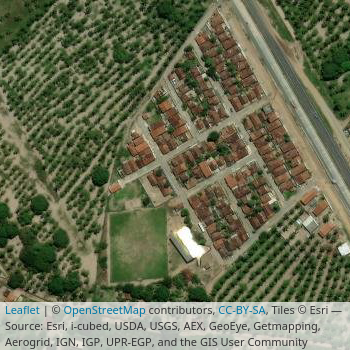 Leaflet | © OpenStreetMap contributors, CC-BY-SA, Tiles © Esri —
Source: Esri, i-cubed, USDA, USGS, AEX, GeoEye, Getmapping,
Aerogrid, IGN, IGP, UPR-EGP, and the GIS User Community